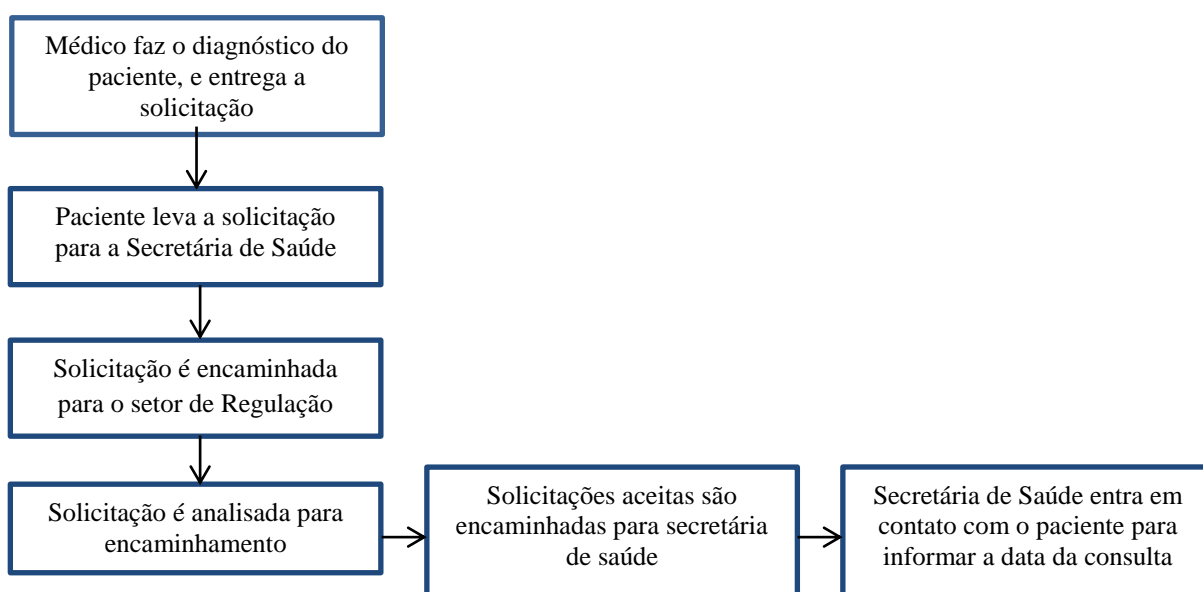 Médico faz o diagnóstico do
paciente, e entrega a
solicitação
Paciente leva a solicitação
para a Secretária de Saúde
Solicitação é encaminhada
para o setor de Regulação
Solicitação é analisada para
encaminhamento
Solicitações aceitas são
encaminhadas para secretária
de saúde
Secretária de Saúde entra em
contato com o paciente para
informar a data da consulta